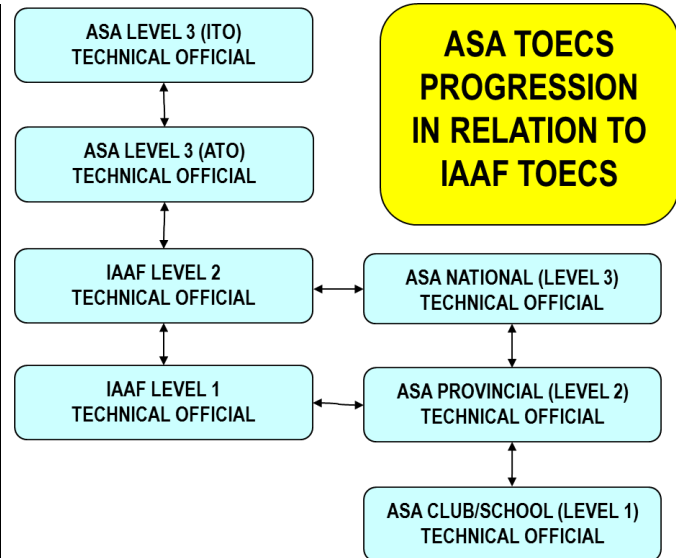 ASA LEVEL 3 (ITO)
TECHNICAL OFFICIAL
ASA TOECS
PROGRESSION
IN RELATION TO
IAAF TOECS
ASA LEVEL 3 (ATO)
TECHNICAL OFFICIAL
IAAF LEVEL 2
TECHNICAL OFFICIAL
ASA NATIONAL (LEVEL 3)
TECHNICAL OFFICIAL
IAAF LEVEL 1
TECHNICAL OFFICIAL
ASA PROVINCIAL (LEVEL 2)
TECHNICAL OFFICIAL
ASA CLUB/SCHOOL (LEVEL 1)
TECHNICAL OFFICIAL